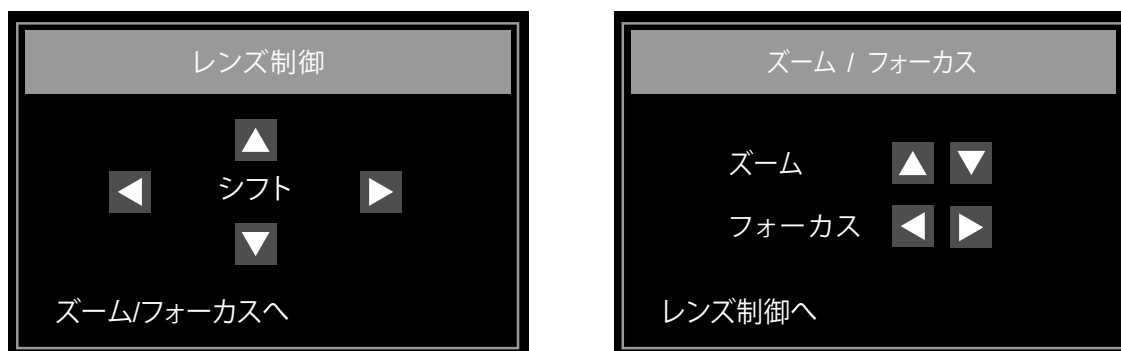 レンズ制御
シフト
ズーム/フォーカスへ
ズーム / フォーカス
ズーム
フォーカス
レンズ制御へ